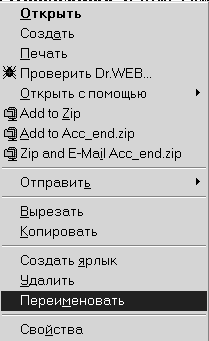 Открыть
Создать
Печать
Проверить Dr.WEB...
Открыть с помощью
Add to Zip
Add to Acc_end.zip
Zip and E-Mail Acc_end.zip
Отправить
Вырезать
Копировать
Создать ярлык
Удалить
Переименовать
Свойства